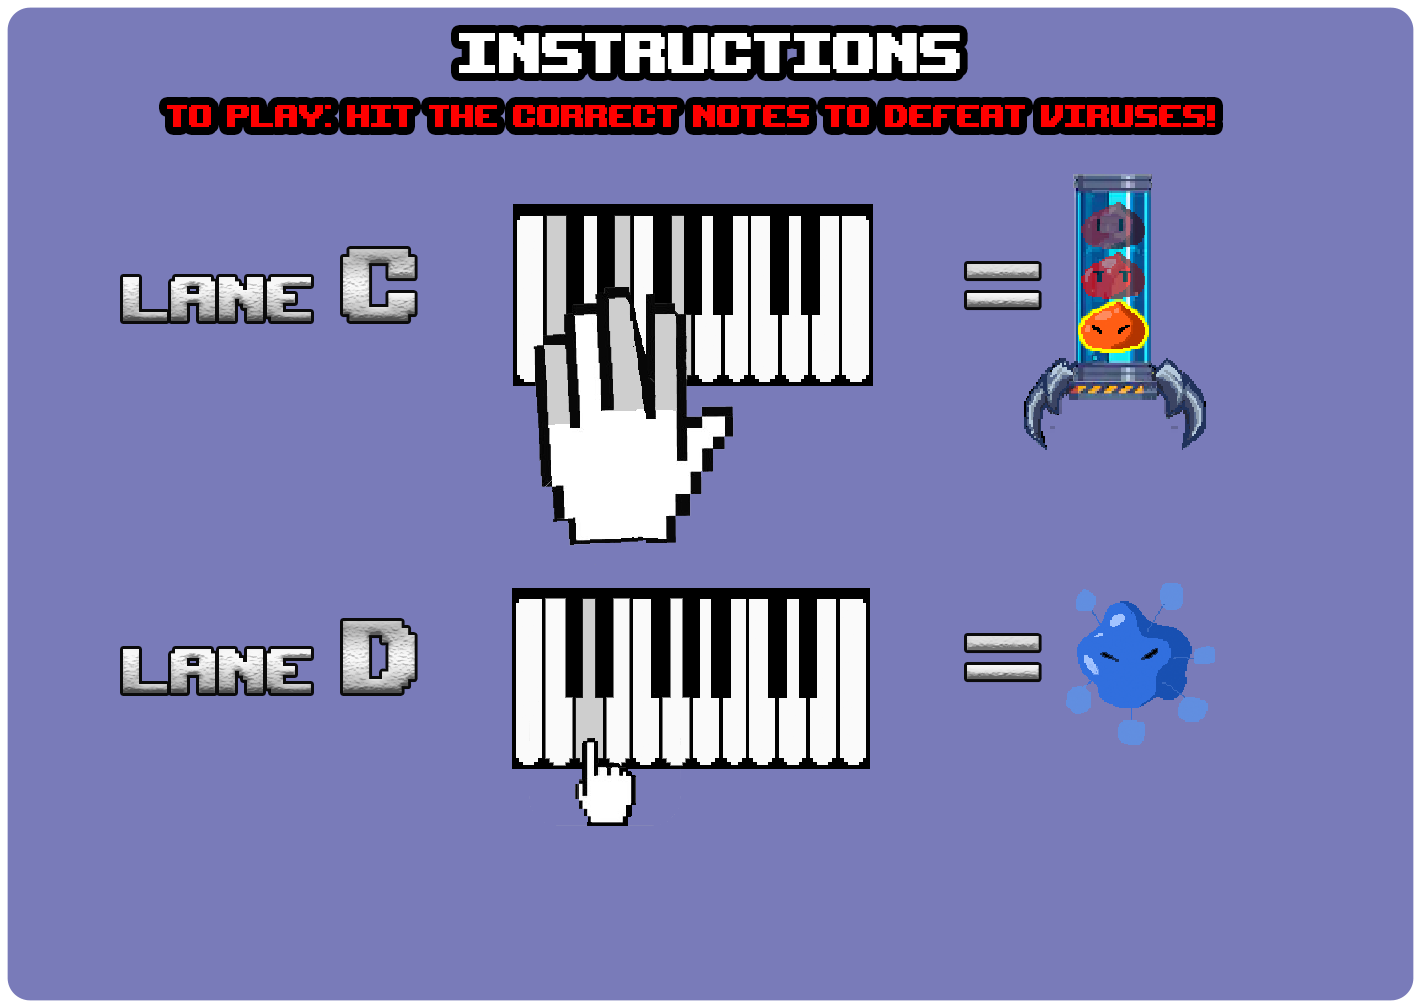 INSTRUCTIONS
TO PLAY: HIT THE CORRECT NOTES TO DEFEAT VIRUSES!
LANE C =
LANE D =